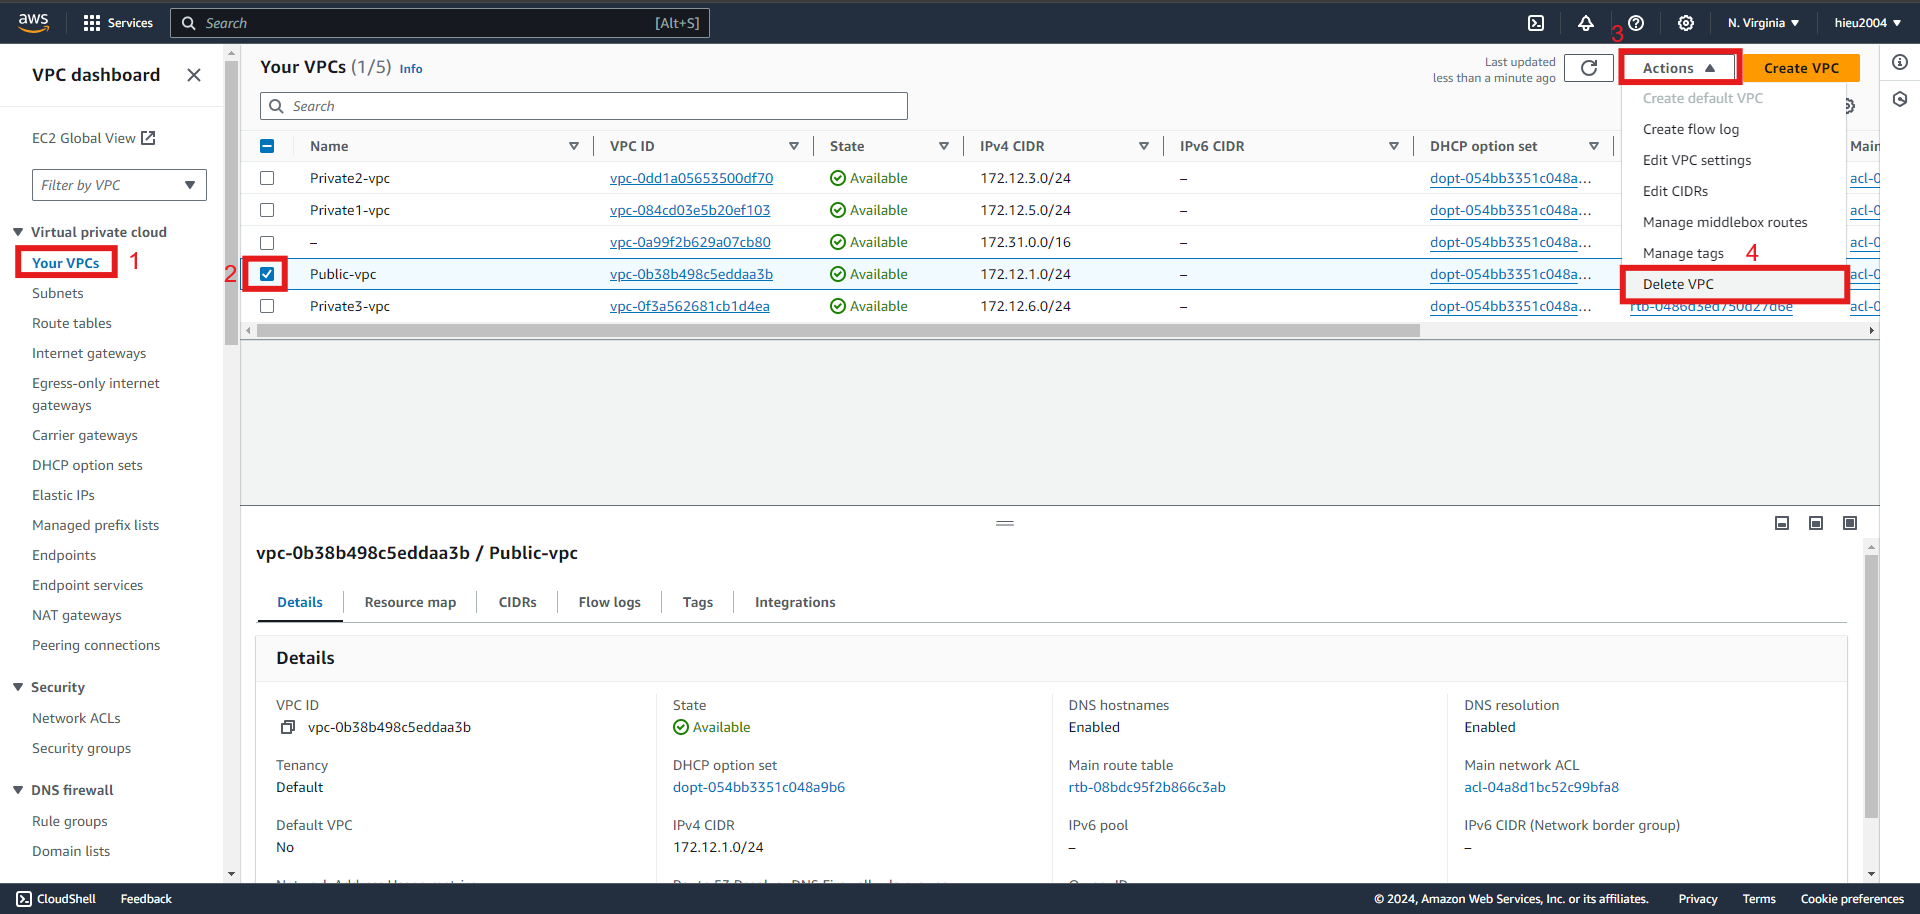 aws
Services
Search
[Alt+S]
N. Virginia
hieu2004
VPC dashboard
EC2 Global View
Filter by VPC
Virtual private cloud
Your VPCs
1
Subnets
Route tables
Internet gateways
Egress-only internet
gateways
Carrier gateways
DHCP option sets
Elastic IPs
Managed prefix lists
Endpoints
Endpoint services
NAT gateways
Peering connections
Security
Network ACLs
Security groups
DNS firewall
Rule groups
Domain lists
Your VPCs (1/5) Info
Last updated
less than a minute ago
3
Actions
Create VPC
Search
Create default VPC
Create flow log
Edit VPC settings
Edit CIDRs
Manage middlebox routes
Manage tags
4
Delete VPC
Name VPC ID State IPv4 CIDR IPv6 CIDR DHCP option set Main
Private2-vpc vpc-0dd1a05653500df70 Available 172.12.3.0/24 – dopt-054bb3351c048a... acl-0
Private1-vpc vpc-084cd03e5b20ef103 Available 172.12.5.0/24 – dopt-054bb3351c048a... acl-0
– vpc-0a99f2b629a07cb80 Available 172.31.0.0/16 – dopt-054bb3351c048a... acl-0
2 Public-vpc vpc-0b38b498c5eddaa3b Available 172.12.1.0/24 – dopt-054bb3351c048a... acl-0
Private3-vpc vpc-0f3a562681cb1d4ea Available 172.12.6.0/24 – dopt-054bb3351c048a... rtb-0486d3ed750d27d6e acl-0
vpc-0b38b498c5eddaa3b / Public-vpc
Details Resource map CIDRs Flow logs Tags Integrations
Details
VPC ID
vpc-0b38b498c5eddaa3b
State
Available
DNS hostnames
Enabled
DNS resolution
Enabled
Tenancy
Default
DHCP option set
dopt-054bb3351c048a9b6
Main route table
rtb-08bdc95f2b866c3ab
Main network ACL
acl-04a8d1bc52c99bfa8
Default VPC
No
IPv4 CIDR
172.12.1.0/24
IPv6 pool
–
IPv6 CIDR (Network border group)
–
CloudShell
Feedback
© 2024, Amazon Web Services, Inc. or its affiliates.
Privacy
Terms
Cookie preferences